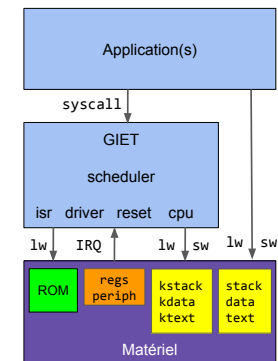 Application(s)
syscall
GIET
scheduler
isr driver reset cpu
lw IRQ lw sw lw sw
ROM
regs
periph
kstack
kdata
ktext
stack
data
text
Matériel